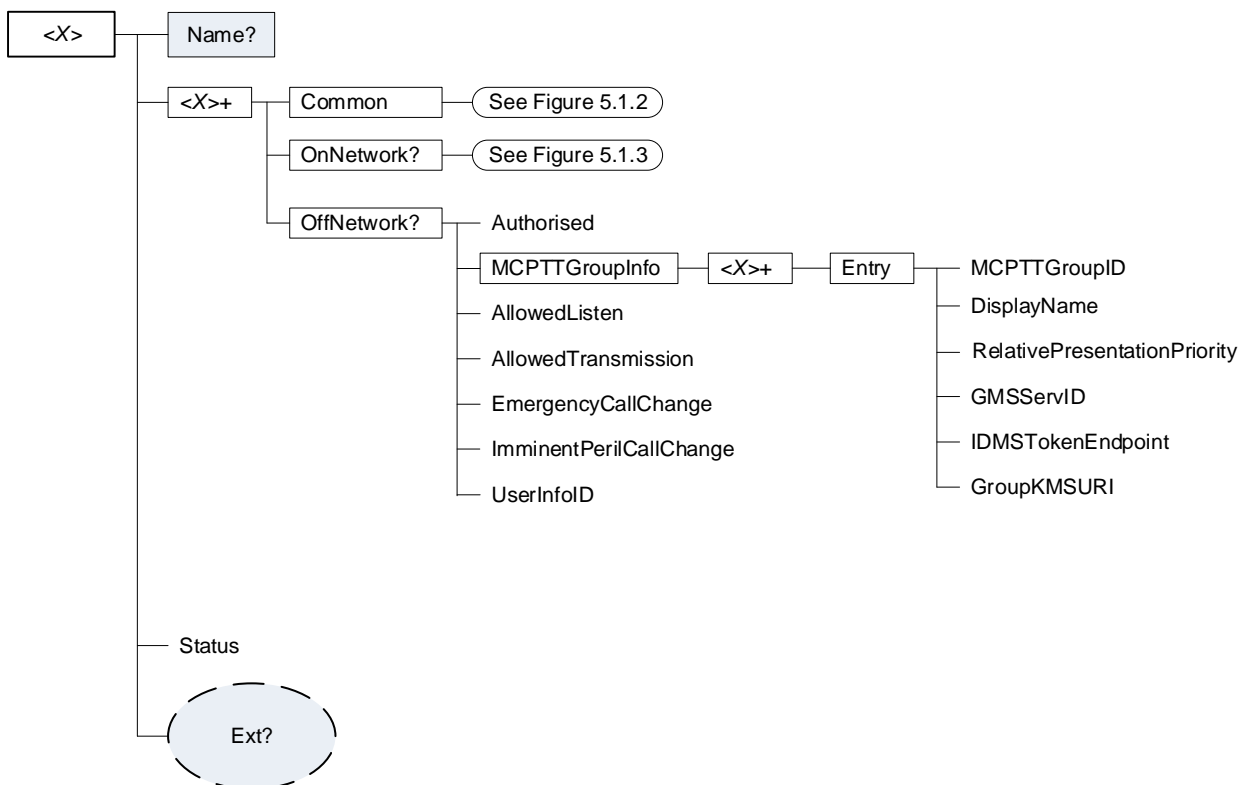 <X>
Name?
<X>+
Common
See Figure 5.1.2
OnNetwork?
See Figure 5.1.3
OffNetwork?
Authorised
MCPTTGroupInfo
<X>+
Entry
MCPTTGroupID
DisplayName
RelativePresentationPriority
GMSServID
IDMSTokenEndpoint
GroupKMSURI
AllowedListen
AllowedTransmission
EmergencyCallChange
ImminentPerilCallChange
UserInfoID
Status
Ext?